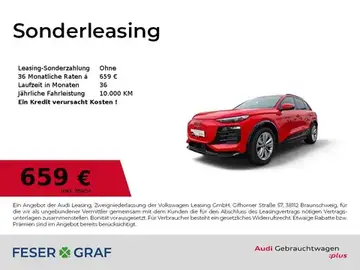 Sonderleasing
Leasing-Sonderzahlung Ohne
36 Monatliche Raten á 659 €
Laufzeit in Monaten 36
Jährliche Fahrleistung 10.000 KM
Ein Kredit verursacht Kosten !
659 €
inkl. MwSt.
Ein Angebot der Audi Leasing, Zweigniederlassung der Volkswagen Leasing GmbH, Gifhorner Straße 57, 38112 Braunschweig, für
die wir als ungebundener Vermittler gemeinsam mit dem Kunden die für den Abschluss des Leasingvertrags nötigen Vertrags-
unterlagen zusammenstellen. Bonität vorausgesetzt. Für Verbraucher besteht ein gesetzliches Widerrufsrecht. Etwaige Rabatte/
Prämien sind im Angebot bereits berücksichtigt.
FESER GRAF
Audi Gebrauchtwagen
:plus